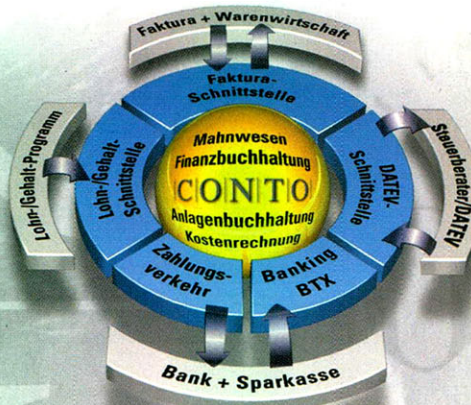 Faktura + Warenwirtschaft
Faktura-
Schnittstelle
Lohn-/Gehalt-Programm
Lohn-/Gehalt-
Schnittstelle
Mahnwesen
Finanzbuchhaltung
CONTO
Anlagenbuchhaltung
Kostenrechnung
DATEV-
Schnittstelle
Steuerberater/DATEV
Zahlungs-
verkehr
Banking
BTX
Bank + Sparkasse